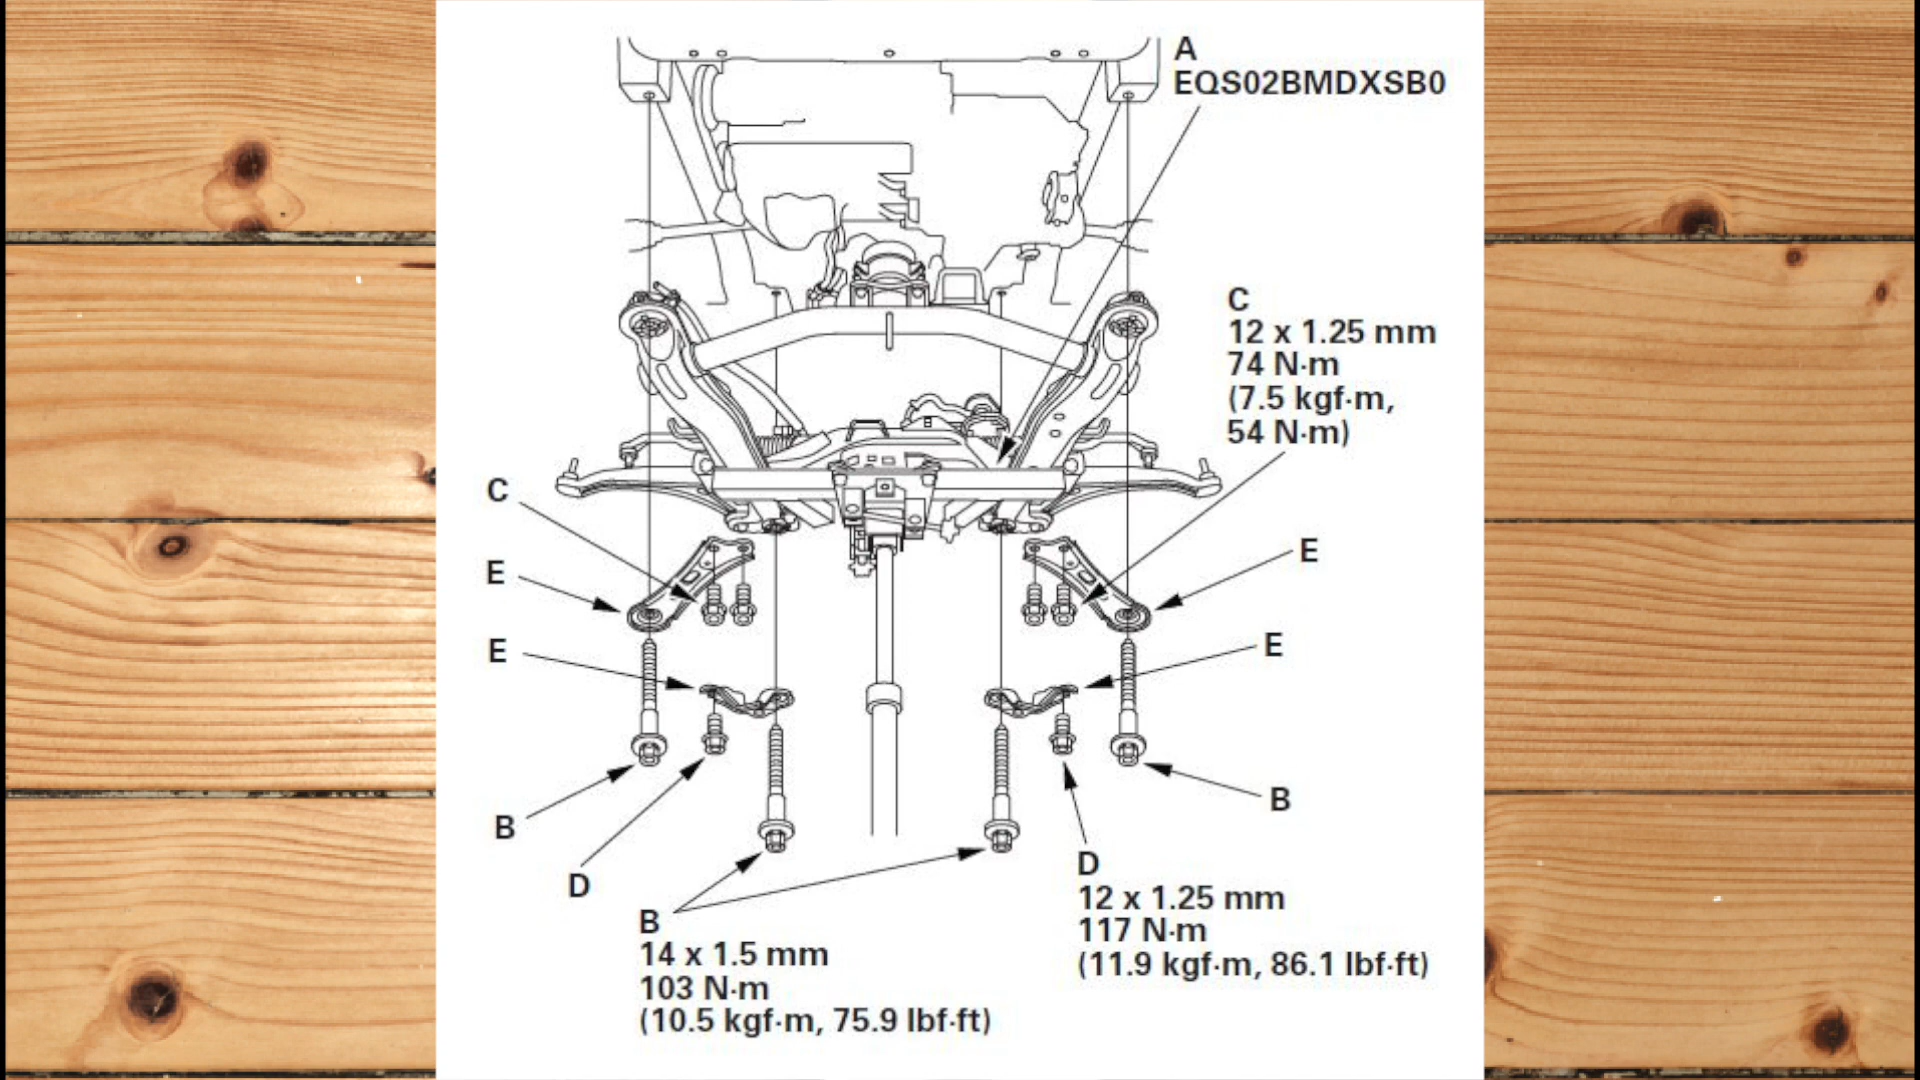 A
EQS02BMDXSB0
C
12 x 1.25 mm
74 N·m
(7.5 kgf·m,
54 N·m)
C
E
E
E
E
B
B
D
D
12 x 1.25 mm
117 N·m
(11.9 kgf·m, 86.1 lbf·ft)
B
14 x 1.5 mm
103 N·m
(10.5 kgf·m, 75.9 lbf·ft)